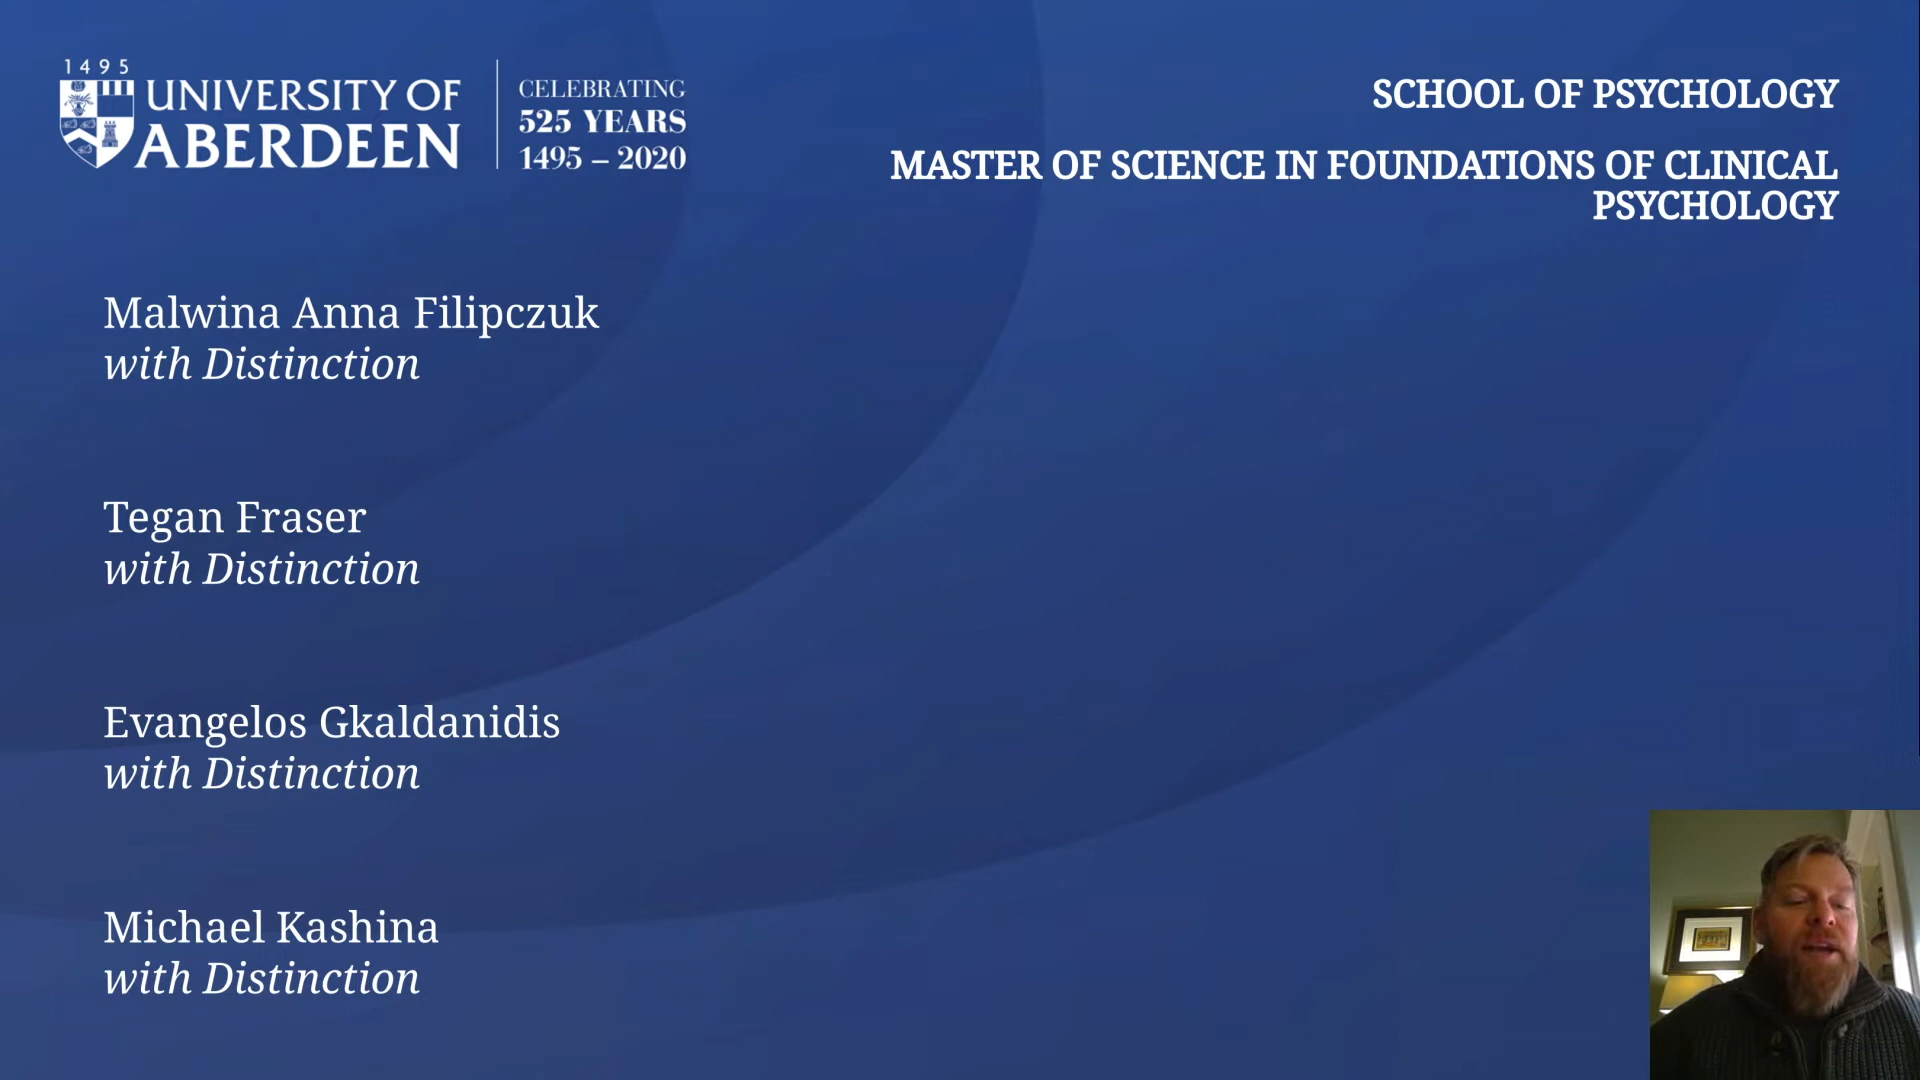 1495
UNIVERSITY OF
ABERDEEN
CELEBRATING
525 YEARS
1495 – 2020
SCHOOL OF PSYCHOLOGY
MASTER OF SCIENCE IN FOUNDATIONS OF CLINICAL
PSYCHOLOGY
Malwina Anna Filipczuk
with Distinction
Tegan Fraser
with Distinction
Evangelos Gkaldanidis
with Distinction
Michael Kashina
with Distinction